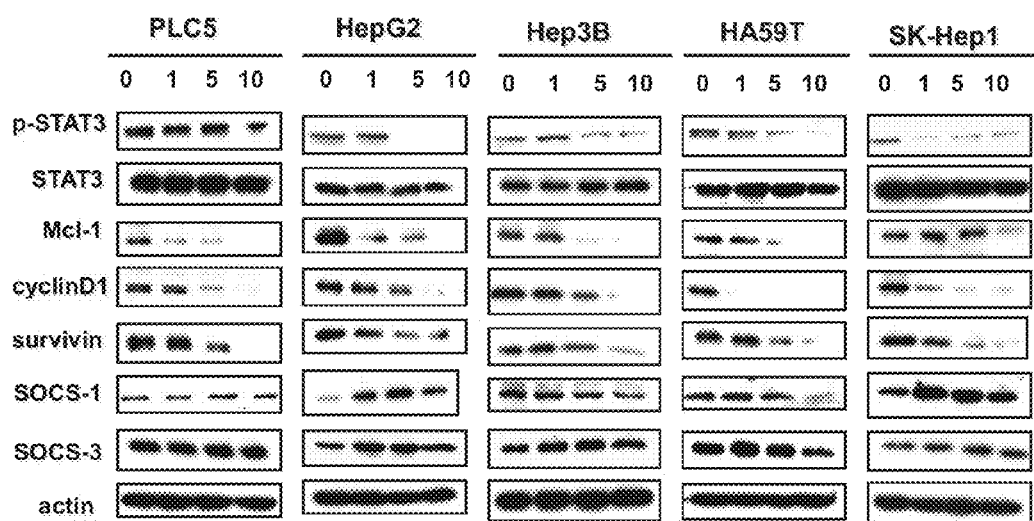 PLC5 HepG2 Hep3B HA59T SK-Hep1
0 1 5 10 0 1 5 10 0 1 5 10 0 1 5 10 0 1 5 10
p-STAT3
STAT3
Mcl-1
cyclinD1
survivin
SOCS-1
SOCS-3
actin